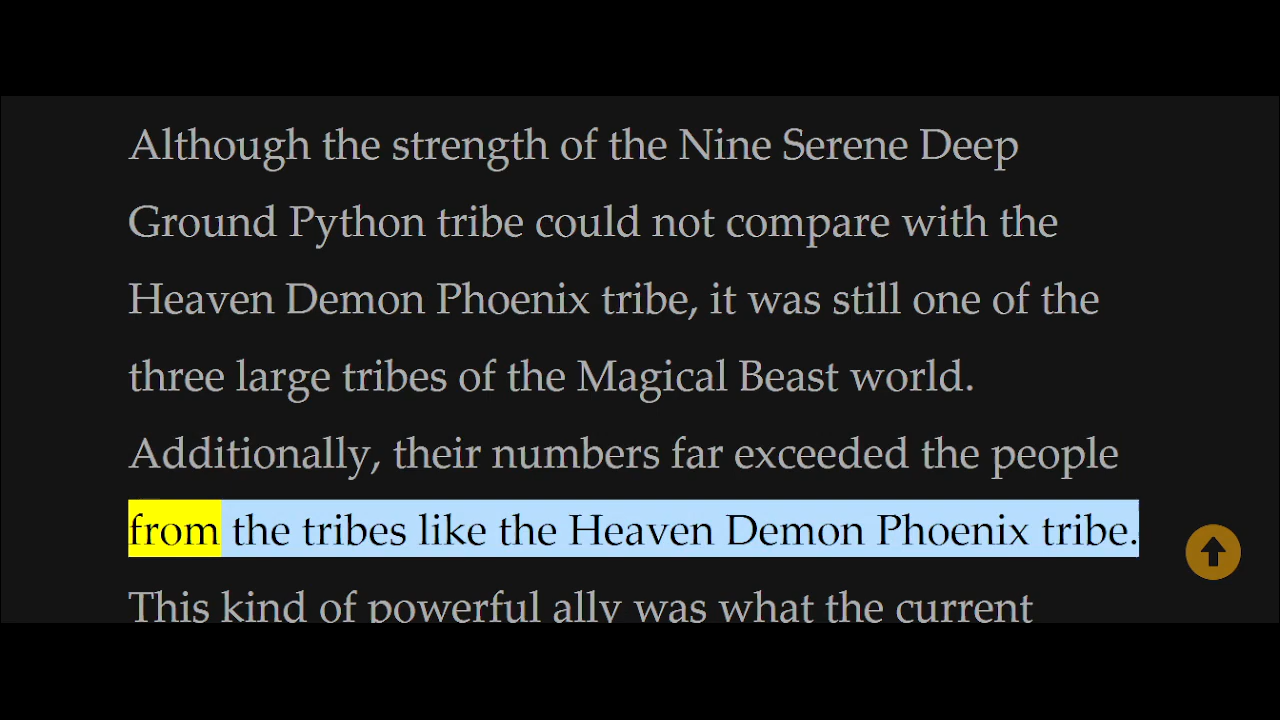 Although the strength of the Nine Serene Deep
Ground Python tribe could not compare with the
Heaven Demon Phoenix tribe, it was still one of the
three large tribes of the Magical Beast world.
Additionally, their numbers far exceeded the people
from the tribes like the Heaven Demon Phoenix tribe.
This kind of powerful ally was what the current